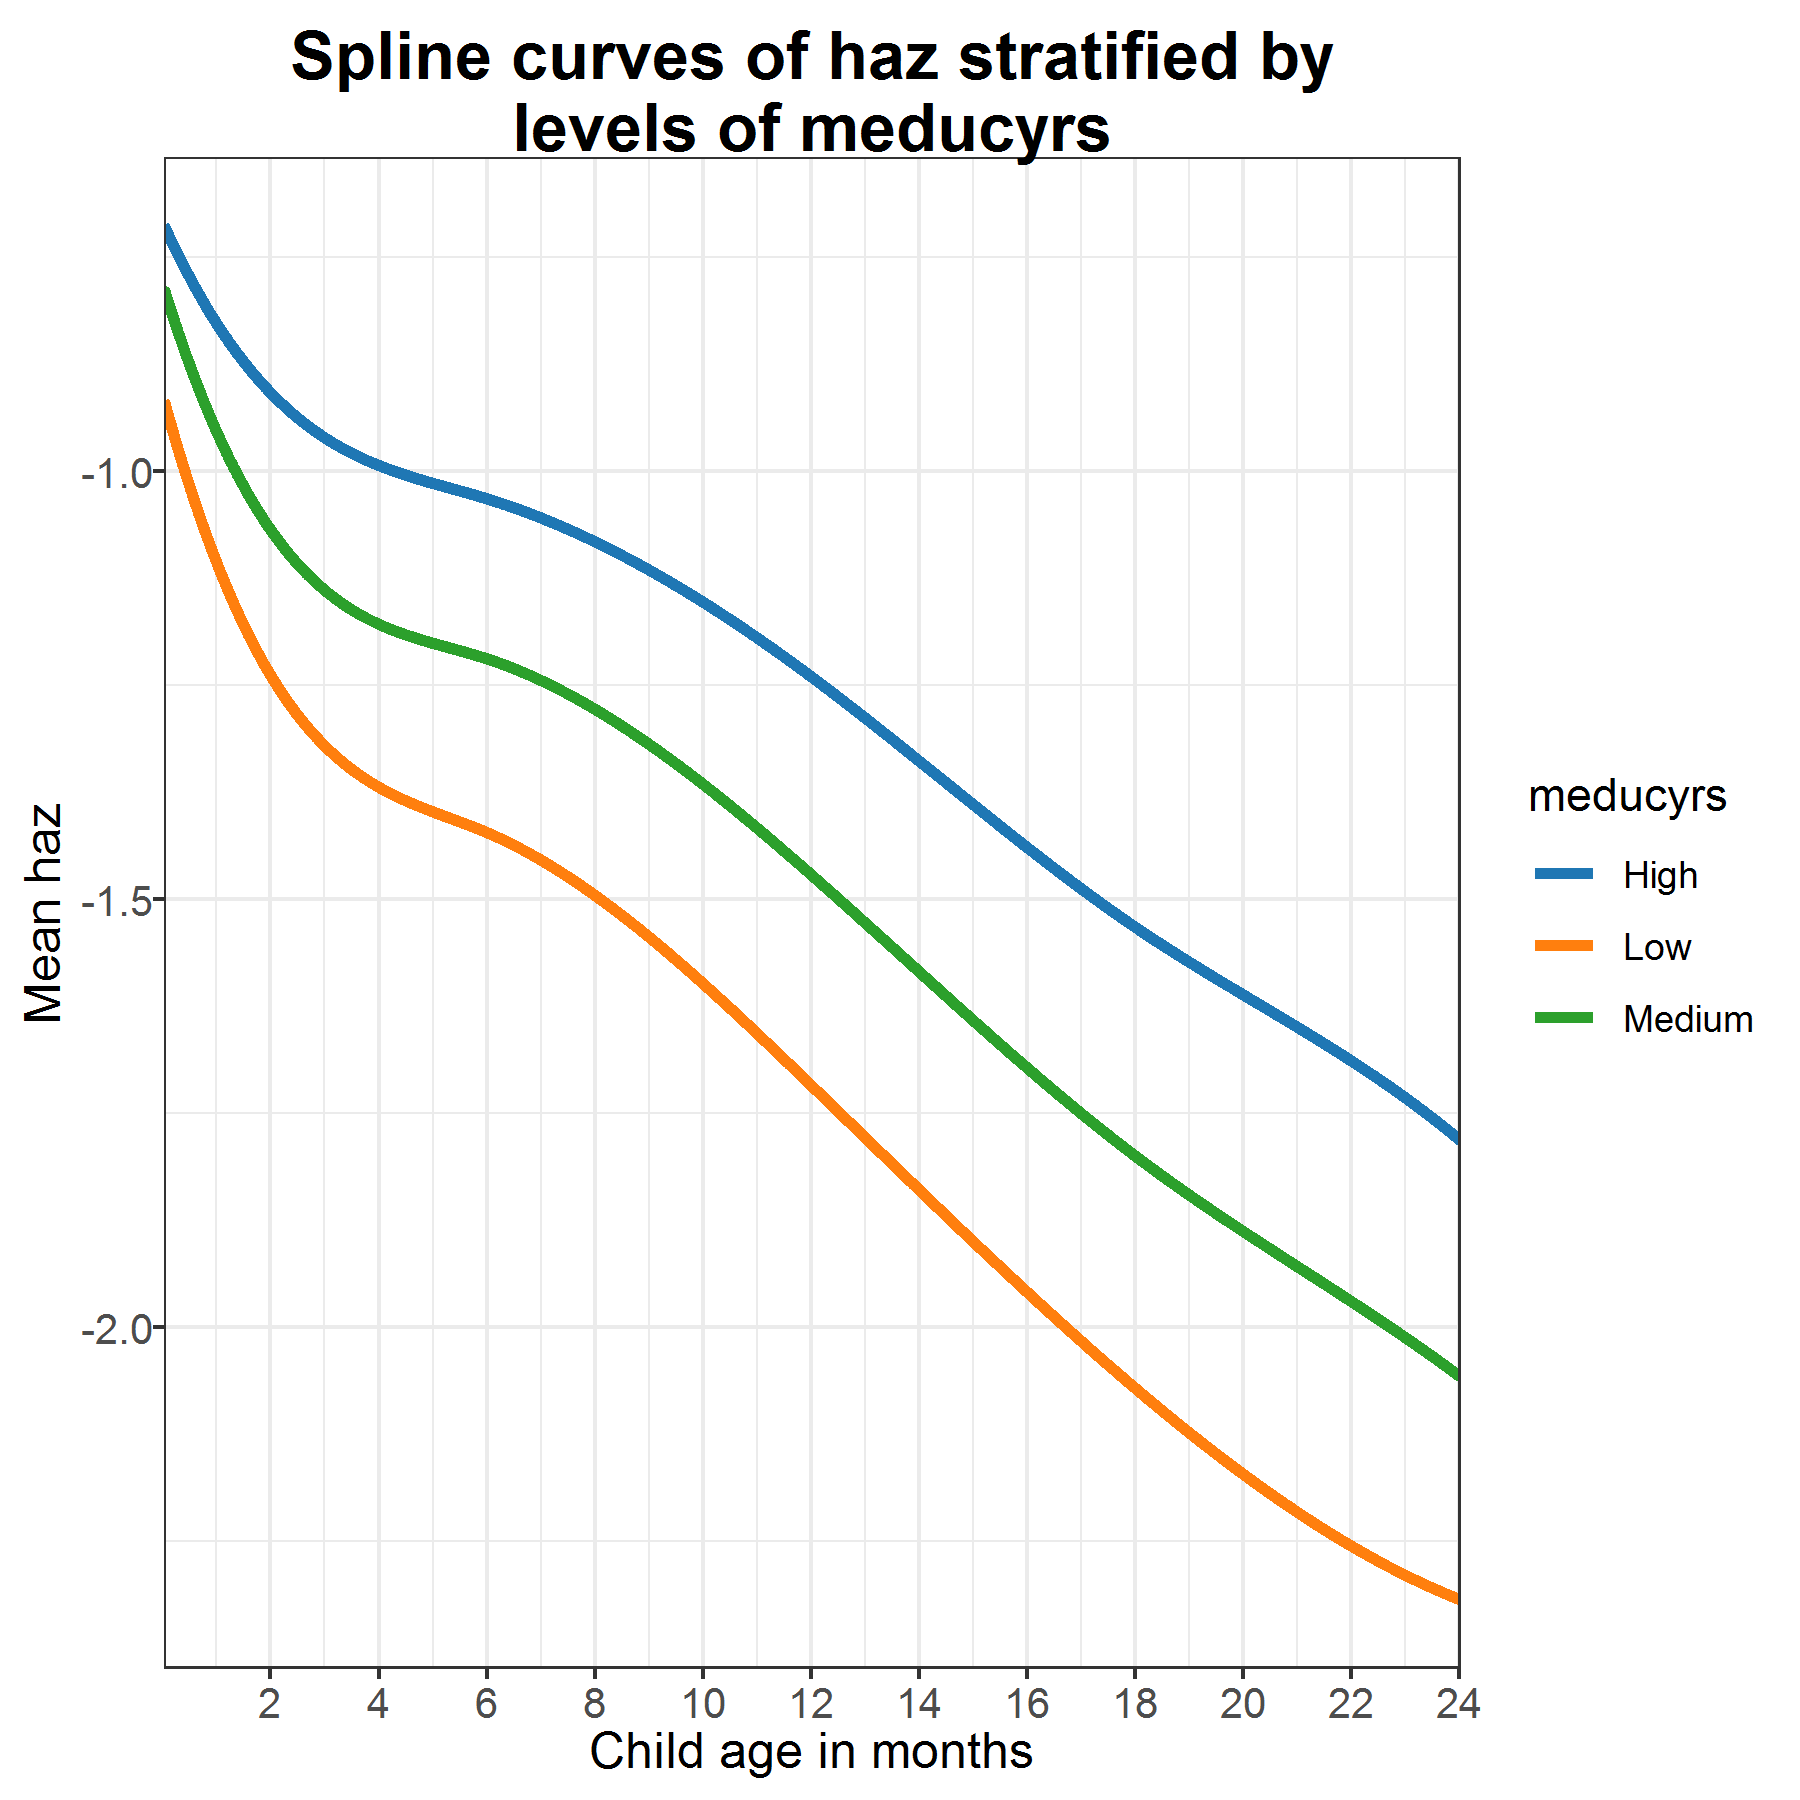 Spline curves of haz stratified by
levels of meducyrs
Mean haz
-1.0
-1.5
-2.0
2 4 6 8 10 12 14 16 18 20 22 24
Child age in months
meducyrs
High
Low
Medium